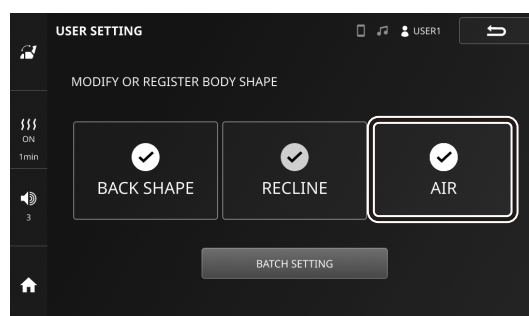 USER SETTING
USER1
MODIFY OR REGISTER BODY SHAPE
ON
1min
3
BACK SHAPE
RECLINE
AIR
BATCH SETTING